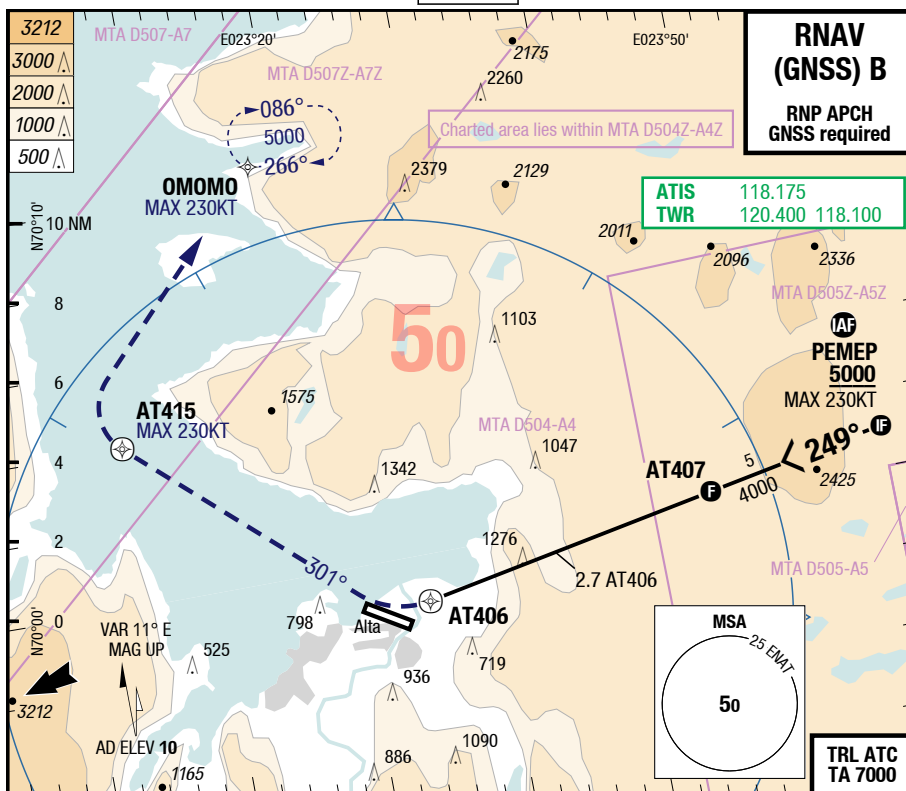 3212
3000
2000
1000
500
MTA D507-A7
E023°20'
2175
E023°50'
RNAV
(GNSS) B
RNP APCH
GNSS required
MTA D507Z-A7Z
2260
086°
5000
266°
Charted area lies within MTA D504Z-A4Z
OMOMO
MAX 230KT
2379
2129
ATIS 118.175
TWR 120.400 118.100
N70°10'
10 NM
2011
2096
2336
8
MTA D505Z-A5Z
1103
50
IAF
PEMEP
5000
MAX 230KT
6
1575
AT415
MAX 230KT
MTA D504-A4
249°
IF
4
1047
AT407
F
5
4000
2425
1342
2
1276
2.7 AT406
MTA D505-A5
301°
N70°00'
0
798
Alta
AT406
VAR 11° E
MAG UP
525
719
MSA
25 ENAT
50
3212
936
AD ELEV 10
1165
886
1090
TRL ATC
TA 7000